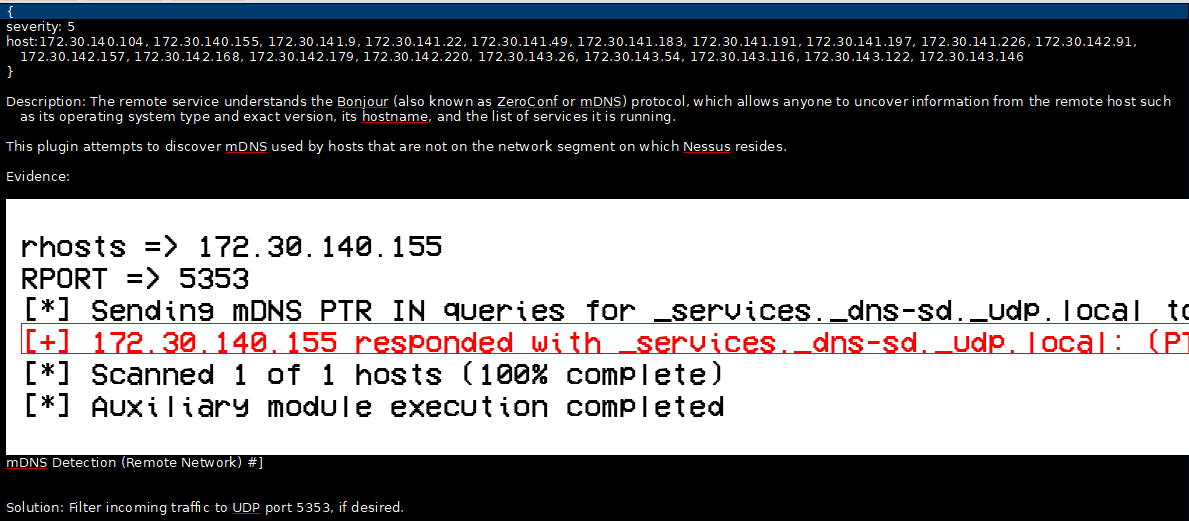 {
severity: 5
host:172.30.140.104, 172.30.140.155, 172.30.141.9, 172.30.141.22, 172.30.141.49, 172.30.141.183, 172.30.141.191, 172.30.141.197, 172.30.141.226, 172.30.142.91,
172.30.142.157, 172.30.142.168, 172.30.142.179, 172.30.142.220, 172.30.143.26, 172.30.143.54, 172.30.143.116, 172.30.143.122, 172.30.143.146
}
Description: The remote service understands the Bonjour (also known as ZeroConf or mDNS) protocol, which allows anyone to uncover information from the remote host such
as its operating system type and exact version, its hostname, and the list of services it is running.
This plugin attempts to discover mDNS used by hosts that are not on the network segment on which Nessus resides.
Evidence:
rhosts => 172.30.140.155
RPORT => 5353
[*] Sending mDNS PTR IN queries for _services._dns-sd._udp.local to
[+] 172.30.140.155 responded with _services._dns-sd._udp.local: (PT
[*] Scanned 1 of 1 hosts (100% complete)
[*] Auxiliary module execution completed
mDNS Detection (Remote Network) #]
Solution: Filter incoming traffic to UDP port 5353, if desired.